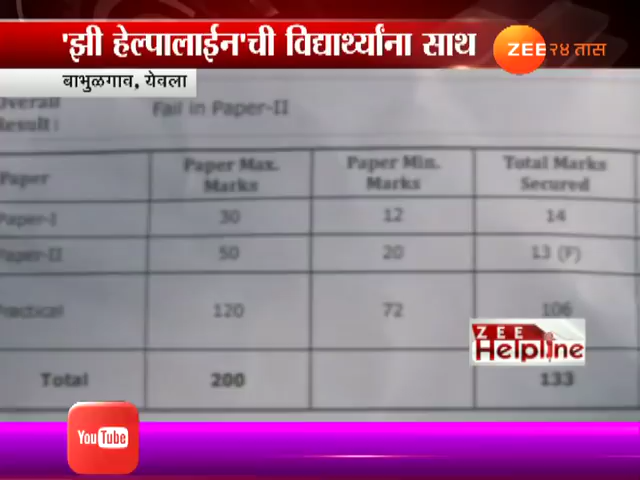 'झी हेल्पालाईन'ची विद्यार्थ्यांना साथ
ZEE २४ तास
बाभुळगाव, येवला
Overall Result: Fail in Paper-II
Paper Paper Max. Marks Paper Min. Marks Total Marks Secured
Paper-I 30 12 14
Paper-II 50 20 13 (F)
Practical 120 72 106
ZEE
Helpline
Total 200 133
YouTube